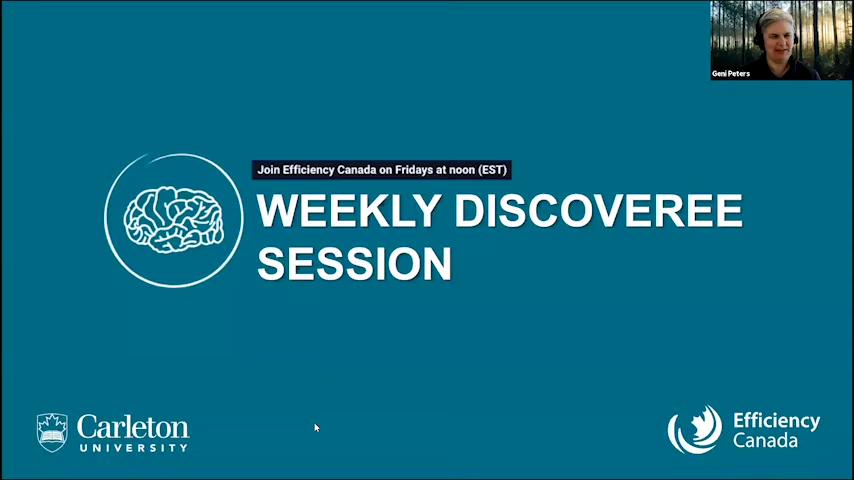 Geni Peters
Join Efficiency Canada on Fridays at noon (EST)
WEEKLY DISCOVEREE
SESSION
Carleton
UNIVERSITY
Efficiency
Canada